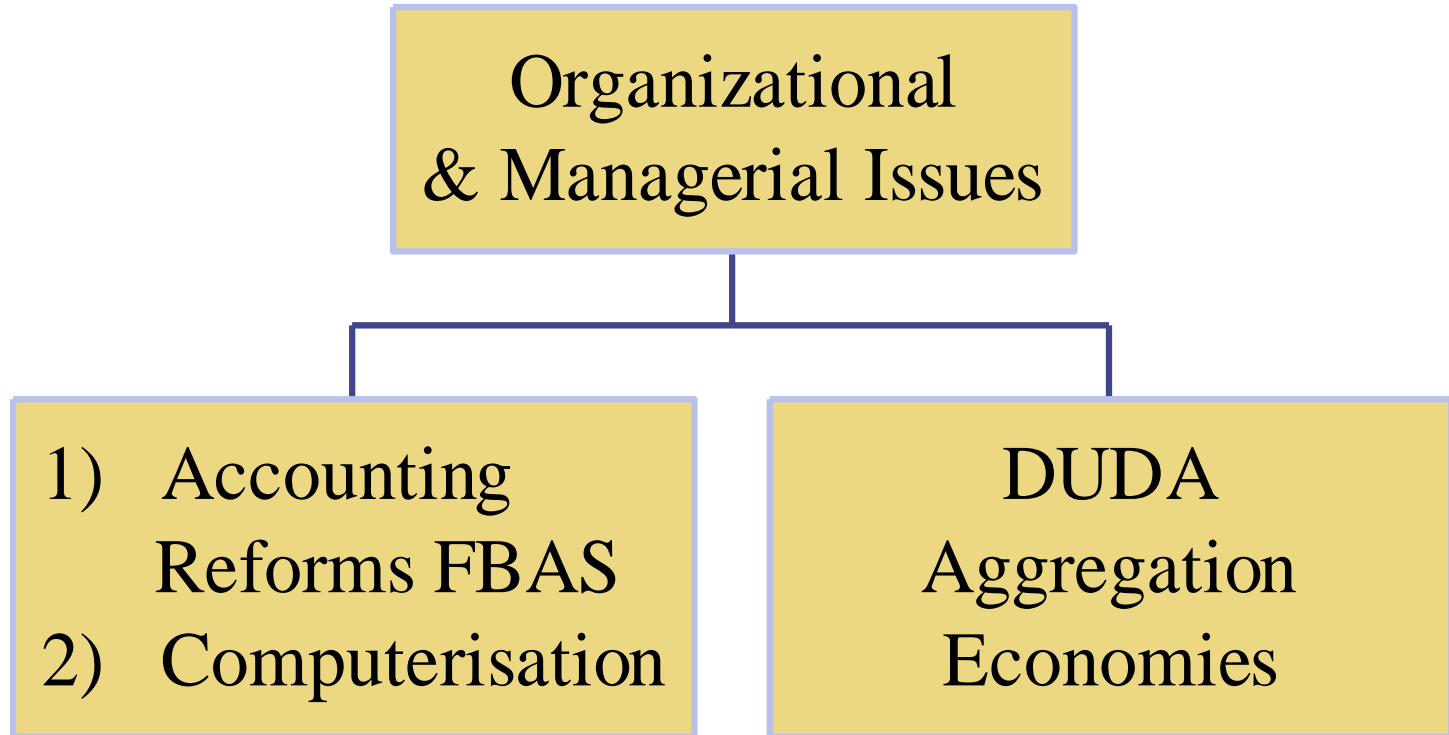 Organizational
& Managerial Issues
1) Accounting
Reforms FBAS
2) Computerisation
DUDA
Aggregation
Economies